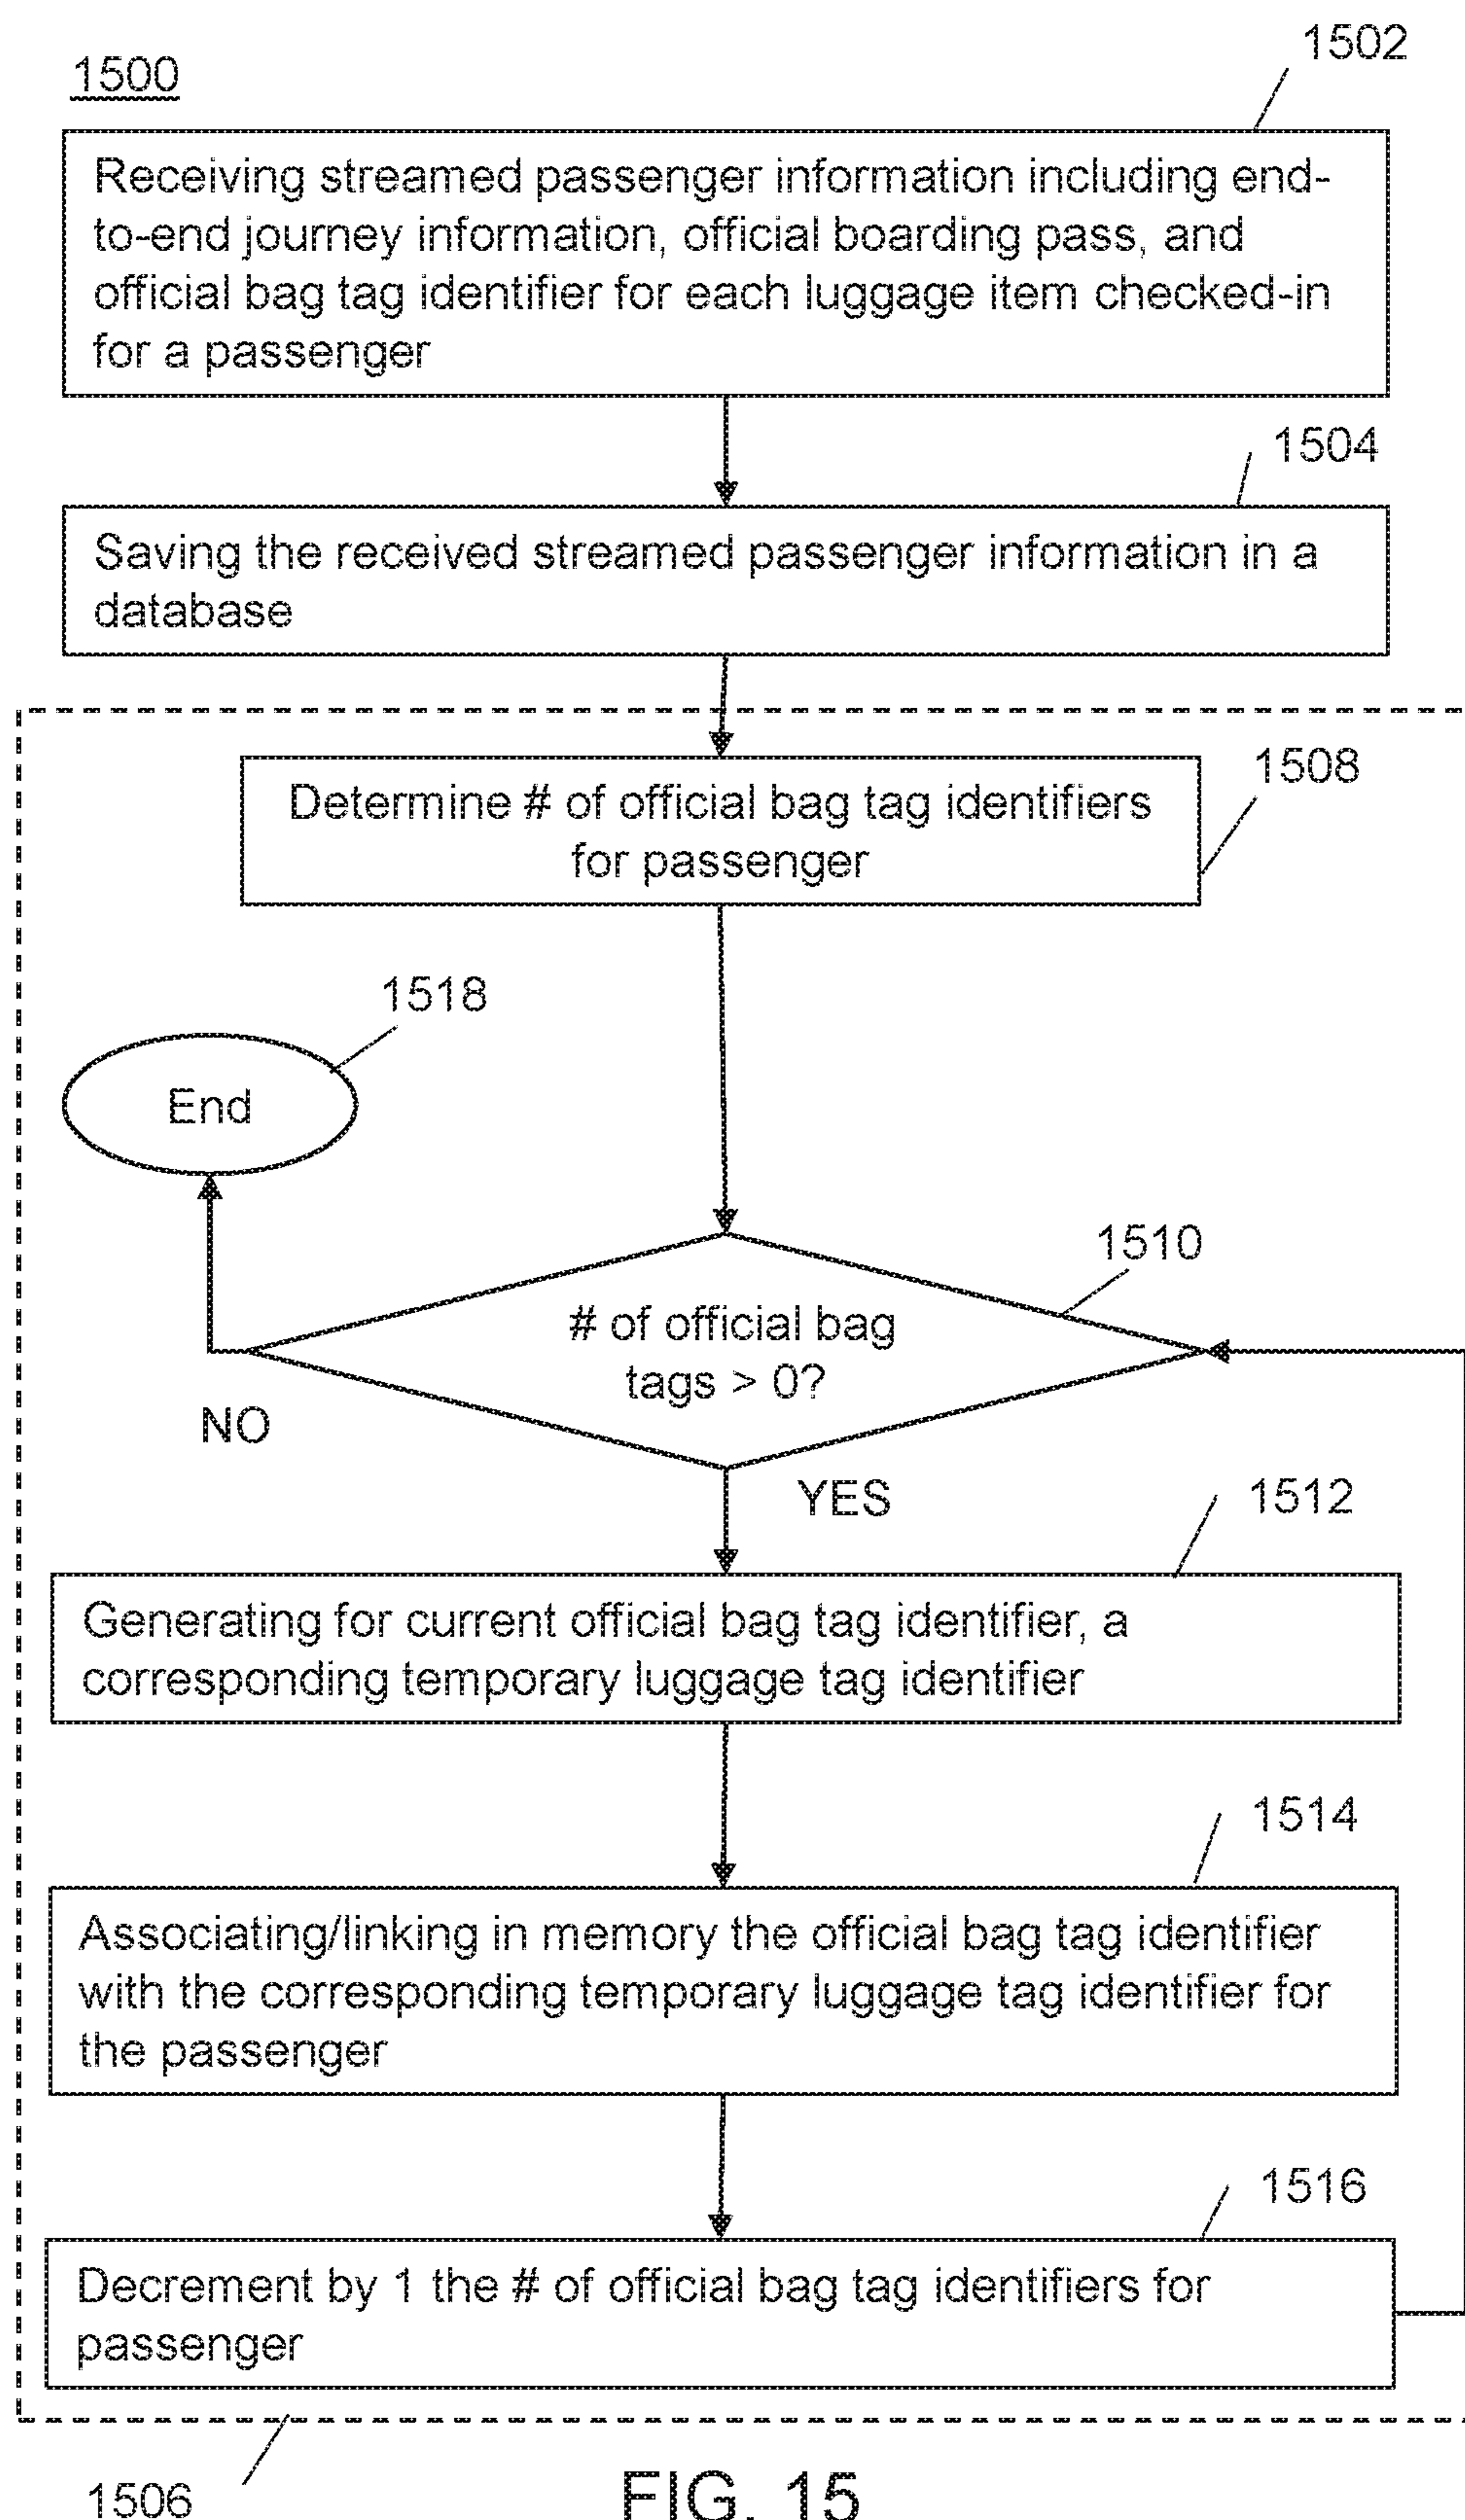 1500
1502
Receiving streamed passenger information including end-
to-end journey information, official boarding pass, and
official bag tag identifier for each luggage item checked-in
for a passenger
1504
Saving the received streamed passenger information in a
database
1508
Determine # of official bag tag identifiers
for passenger
1518
End
1510
# of official bag
tags > 0?
NO
YES
1512
Generating for current official bag tag identifier, a
corresponding temporary luggage tag identifier
1514
Associating/linking in memory the official bag tag identifier
with the corresponding temporary luggage tag identifier for
the passenger
1516
Decrement by 1 the # of official bag tag identifiers for
passenger
1506
FIG. 15